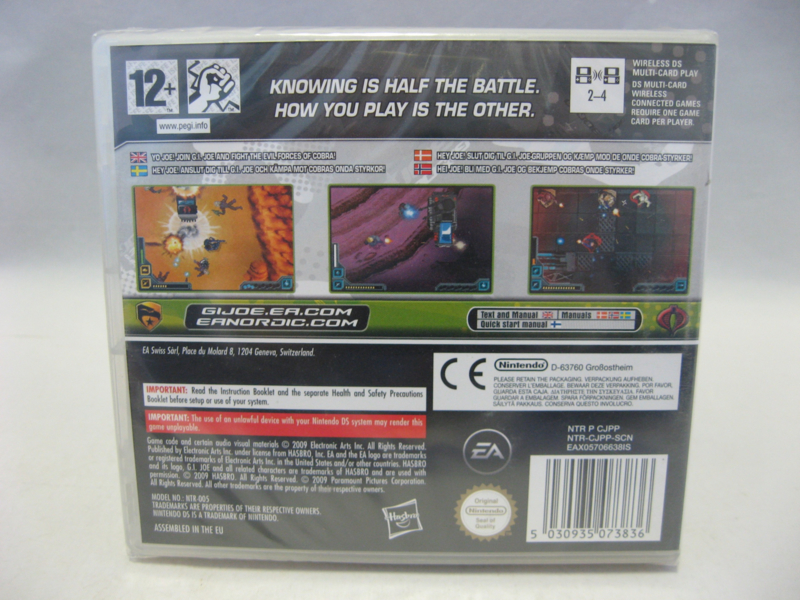 12+
www.pegi.info
KNOWING IS HALF THE BATTLE.
HOW YOU PLAY IS THE OTHER.
2–4
WIRELESS DS
MULTI-CARD PLAY
DS MULTI-CARD
WIRELESS
CONNECTED GAMES
REQUIRE ONE GAME
CARD PER PLAYER.
YO JOE! JOIN G.I. JOE AND FIGHT THE EVIL FORCES OF COBRA!
HEY JOE! ANSLUT DIG TILL G.I. JOE OCH KÄMPA MOT COBRAS ONDA STYRKOR!
HEY JOE! SLUT DIG TIL G.I. JOE-GRUPPEN OG KÆMP MOD DE ONDE COBRA-STYRKER!
HEI JOE! BLI MED G.I. JOE OG BEKJEMP COBRAS ONDE STYRKER!
GIJOE.EA.COM
EANORDIC.COM
Text and Manual
Manuals
Quick start manual
EA Swiss Sàrl, Place du Molard 8, 1204 Geneva, Switzerland.
IMPORTANT: Read the Instruction Booklet and the separate Health and Safety Precautions
Booklet before setup or use of your system.
IMPORTANT: The use of an unlawful device with your Nintendo DS system may render this
game unplayable.
Game code and certain audio visual materials © 2009 Electronic Arts Inc. All Rights Reserved.
Published by Electronic Arts Inc. under license from HASBRO, Inc. EA and the EA logo are trademarks
or registered trademarks of Electronic Arts Inc. in the United States and/or other countries. HASBRO
and its logo, G.I. JOE and all related characters are trademarks of HASBRO and are used with
permission. © 2009 HASBRO. All Rights Reserved. © 2009 Paramount Pictures Corporation.
All Rights Reserved. All other trademarks are the property of their respective owners.
MODEL NO: NTR-005
TRADEMARKS ARE PROPERTIES OF THEIR RESPECTIVE OWNERS.
NINTENDO DS IS A TRADEMARK OF NINTENDO.
ASSEMBLED IN THE EU
Hasbro
CE
Nintendo
D-63760 Großostheim
PLEASE RETAIN THE PACKAGING. VERPACKUNG AUFHEBEN.
CONSERVER L'EMBALLAGE. BEWAAR DEZE VERPAKKING. POR FAVOR,
GUARDA ESTA CAJA. ΔΙΑΤΗΡΗΣΤΕ ΤΗΝ ΣΥΣΚΕΥΑΣΙΑ. FAVOR
GUARDAR A EMBALAGEM. SPARA FÖRPACKNINGEN. GEM EMBALLAGEN.
SÄILYTÄ PAKKAUS. CONSERVA QUESTO INVOLUCRO.
EA
NTR P CJPP
NTR-CJPP-SCN
EAX05706638IS
Original
Nintendo
Seal of
Quality
5 030935 073836